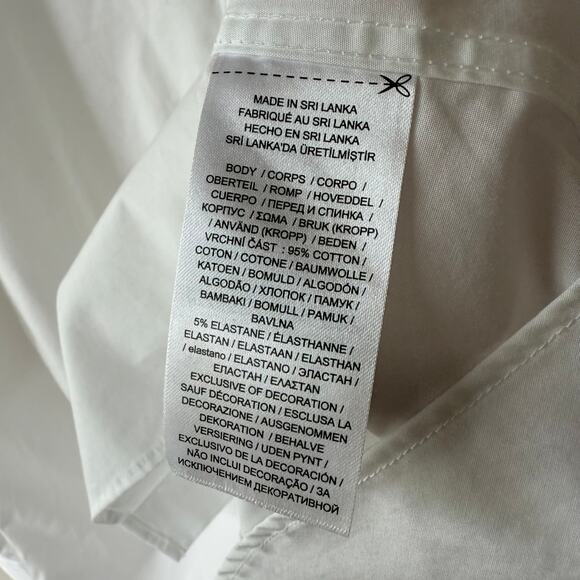 MADE IN SRI LANKA
FABRIQUÉ AU SRI LANKA
HECHO EN SRI LANKA
SRİ LANKA'DA ÜRETİLMİŞTİR
BODY / CORPS / CORPO /
OBERTEIL / ROMP / HOVEDDEL /
CUERPO / ПЕРЕД И СПИНКА /
КОРПУС / ΣΩΜΑ / BRUK (KROPP)
/ ANVÄND (KROPP) / BEDEN /
VRCHNÍ ČÁST : 95% COTTON /
COTON / COTONE / BAUMWOLLE /
KATOEN / BOMULD / ALGODÓN /
ALGODÃO / ХЛОПОК / ПАМУК /
BAMBAKI / BOMULL / PAMUK /
BAVLNA
5% ELASTANE / ÉLASTHANNE /
ELASTAN / ELASTAAN / ELASTHAN
/ elastano / ELASTANO / ЭЛАСТАН /
ЕЛАСТАН / ΕΛΑΣΤΑΝ
EXCLUSIVE OF DECORATION /
SAUF DÉCORATION / ESCLUSA LA
DECORAZIONE / AUSGENOMMEN
DEKORATION / BEHALVE
VERSIERING / UDEN PYNT /
EXCLUSIVO DE LA DECORACIÓN /
NÃO INCLUI DECORAÇÃO / ЗА
ИСКЛЮЧЕНИЕМ ДЕКОРАТИВНОЙ